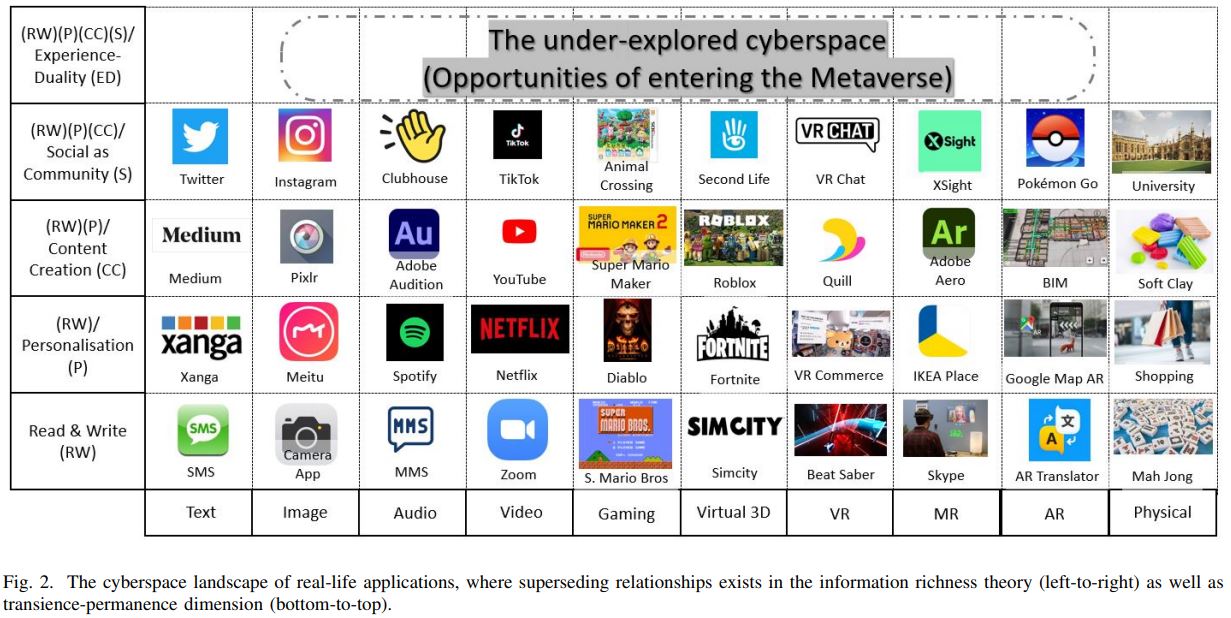 (RW)(P)(CC)(S)/
Experience-
Duality (ED)
The under-explored cyberspace
(Opportunities of entering the Metaverse)
(RW)(P)(CC)/
Social as
Community (S)
Twitter
Instagram
Clubhouse
TikTok
TikTok
Animal
Crossing
Second Life
VR CHAT
VR Chat
XSight
XSight
Pokémon Go
University
(RW)(P)/
Content
Creation (CC)
Medium
Medium
Pixlr
Au
Adobe
Audition
YouTube
SUPER
MARIO MAKER 2
Nintendo
Super Mario
Maker
ROBLOX
Roblox
Quill
Ar
Adobe
Aero
BIM
Soft Clay
(RW)/
Personalisation
(P)
xanga
Xanga
Meitu
Spotify
NETFLIX
Netflix
DIABLO
Diablo
FORTNITE
Fortnite
VR Commerce
IKEA Place
AR
Google Map AR
Shopping
Read & Write
(RW)
SMS
SMS
Camera
App
MMS
MMS
Zoom
SUPER
MARIO BROS.
S. Mario Bros
SIMCITY
Simcity
Beat Saber
Skype
文
A
AR Translator
Mah Jong
Text
Image
Audio
Video
Gaming
Virtual 3D
VR
MR
AR
Physical
Fig. 2. The cyberspace landscape of real-life applications, where superseding relationships exists in the information richness theory (left-to-right) as well as
transience-permanence dimension (bottom-to-top).